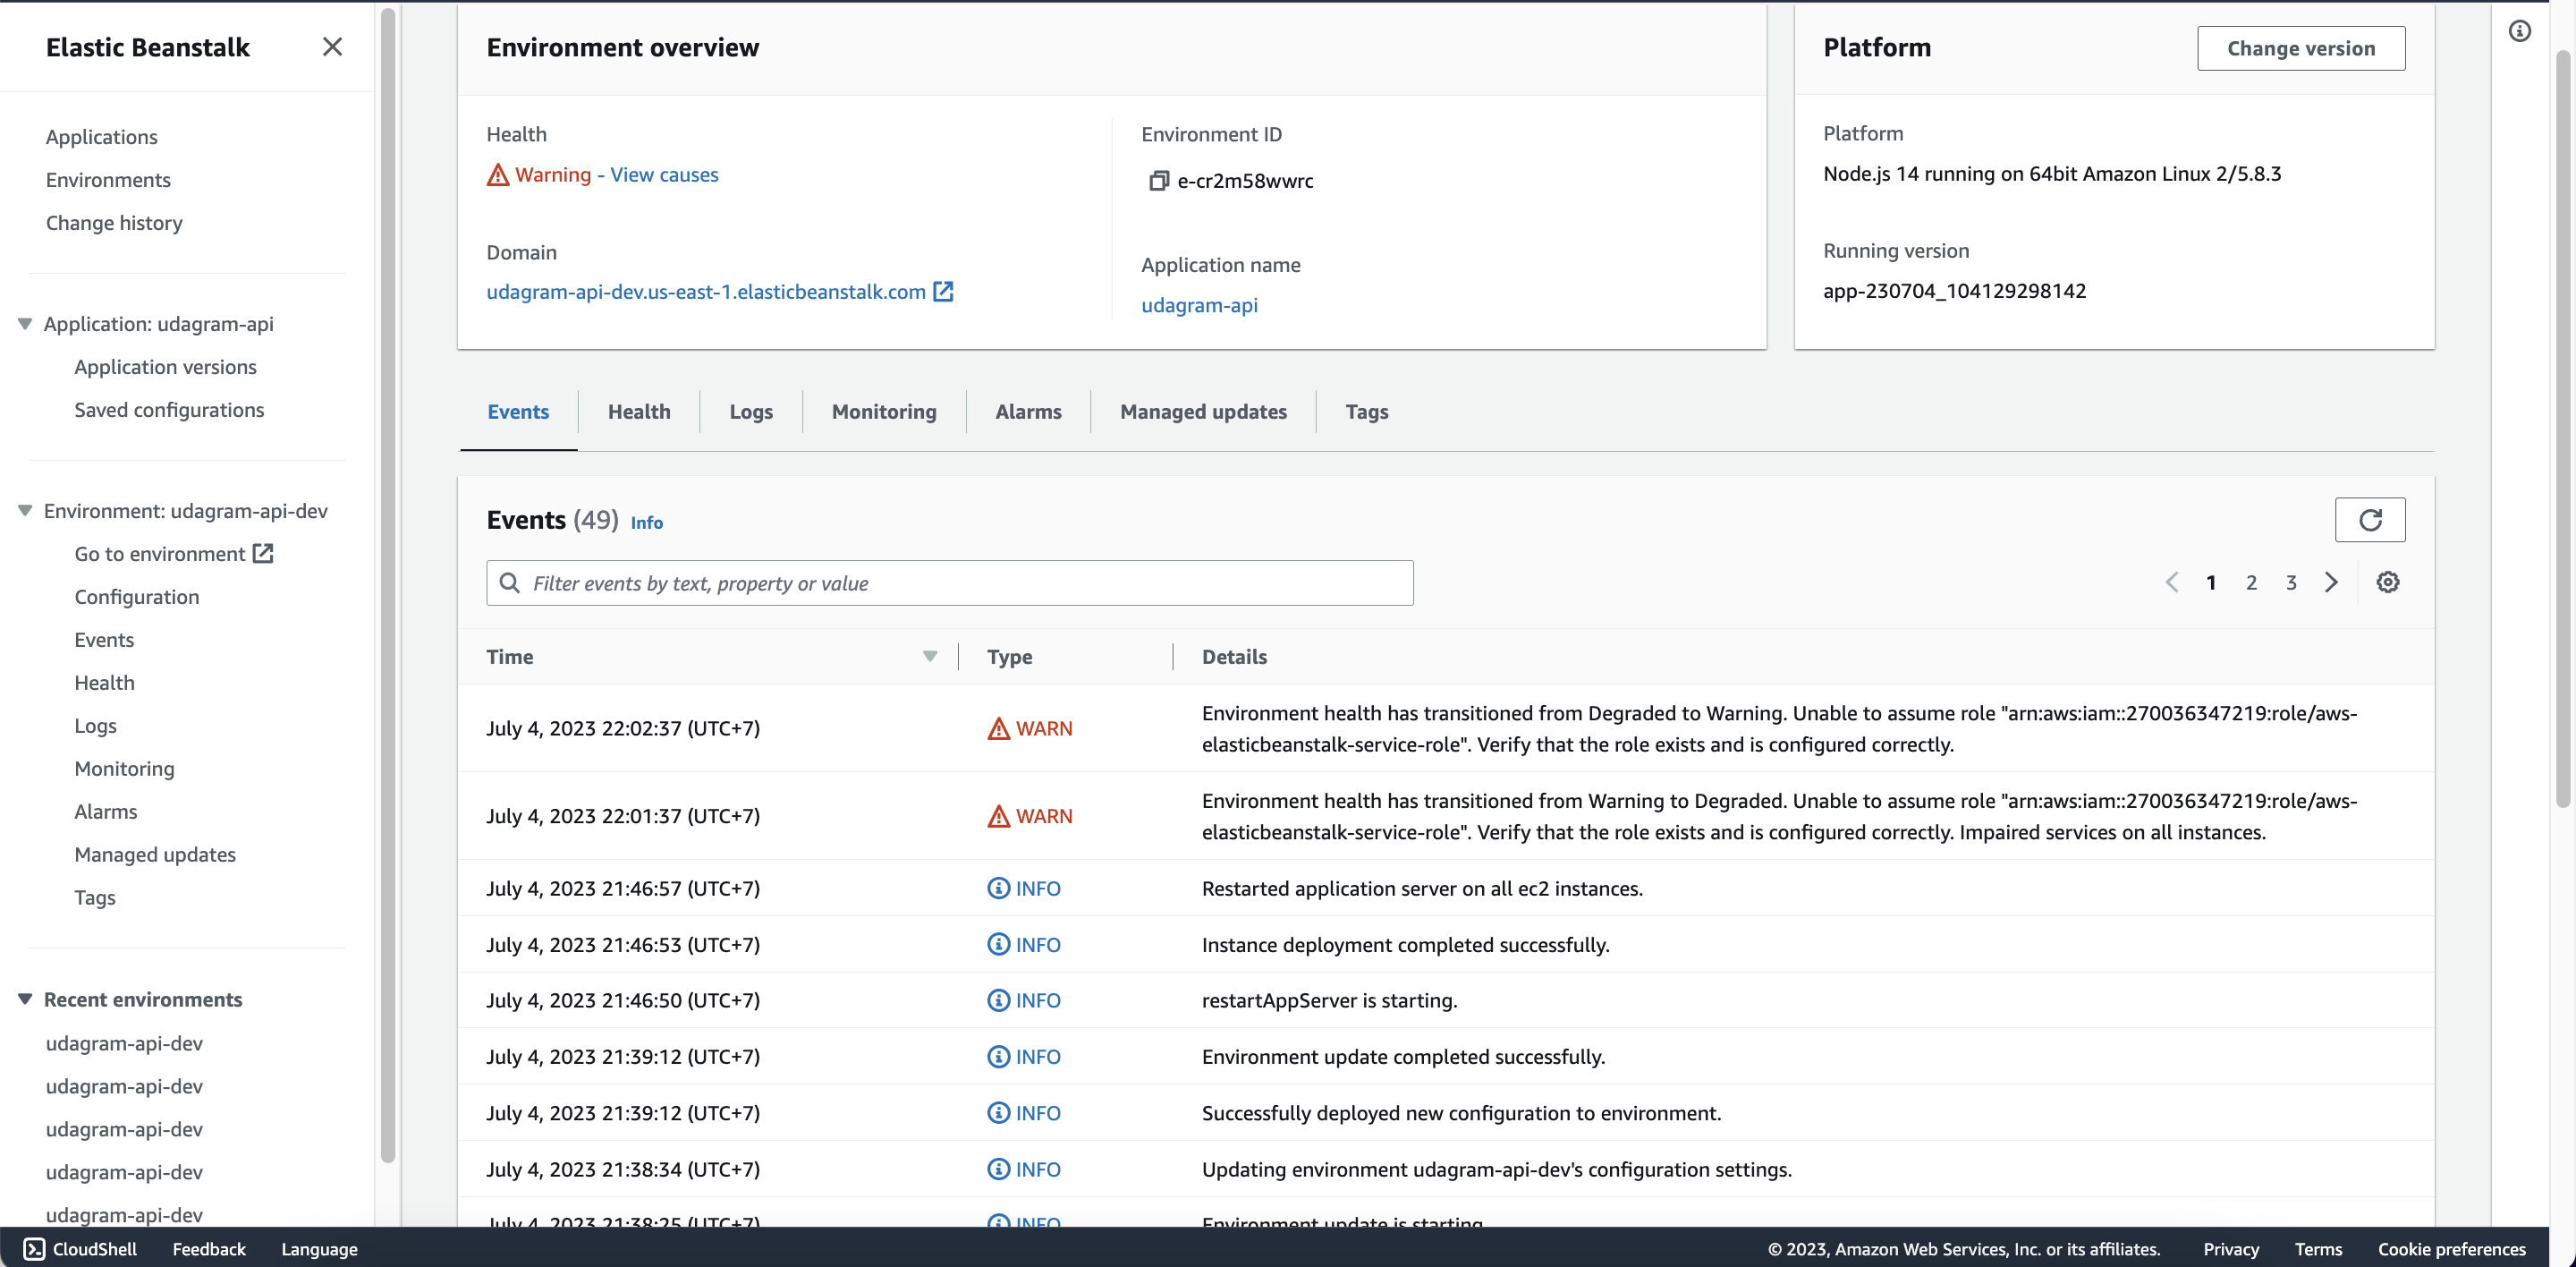 Elastic Beanstalk
Applications
Environments
Change history
Application: udagram-api
Application versions
Saved configurations
Environment: udagram-api-dev
Go to environment
Configuration
Events
Health
Logs
Monitoring
Alarms
Managed updates
Tags
Recent environments
udagram-api-dev
udagram-api-dev
udagram-api-dev
udagram-api-dev
udagram-api-dev
Environment overview
Health
Warning - View causes
Domain
udagram-api-dev.us-east-1.elasticbeanstalk.com
Environment ID
e-cr2m58wwrc
Application name
udagram-api
Platform
Change version
Platform
Node.js 14 running on 64bit Amazon Linux 2/5.8.3
Running version
app-230704_104129298142
Events Health Logs Monitoring Alarms Managed updates Tags
Events (49) Info
Filter events by text, property or value
1 2 3
Time Type Details
July 4, 2023 22:02:37 (UTC+7) WARN Environment health has transitioned from Degraded to Warning. Unable to assume role "arn:aws:iam::270036347219:role/aws-
elasticbeanstalk-service-role". Verify that the role exists and is configured correctly.
July 4, 2023 22:01:37 (UTC+7) WARN Environment health has transitioned from Warning to Degraded. Unable to assume role "arn:aws:iam::270036347219:role/aws-
elasticbeanstalk-service-role". Verify that the role exists and is configured correctly. Impaired services on all instances.
July 4, 2023 21:46:57 (UTC+7) INFO Restarted application server on all ec2 instances.
July 4, 2023 21:46:53 (UTC+7) INFO Instance deployment completed successfully.
July 4, 2023 21:46:50 (UTC+7) INFO restartAppServer is starting.
July 4, 2023 21:39:12 (UTC+7) INFO Environment update completed successfully.
July 4, 2023 21:39:12 (UTC+7) INFO Successfully deployed new configuration to environment.
July 4, 2023 21:38:34 (UTC+7) INFO Updating environment udagram-api-dev's configuration settings.
July 4, 2023 21:38:25 (UTC+7) INFO Environment update is starting.
CloudShell Feedback Language © 2023, Amazon Web Services, Inc. or its affiliates. Privacy Terms Cookie preferences